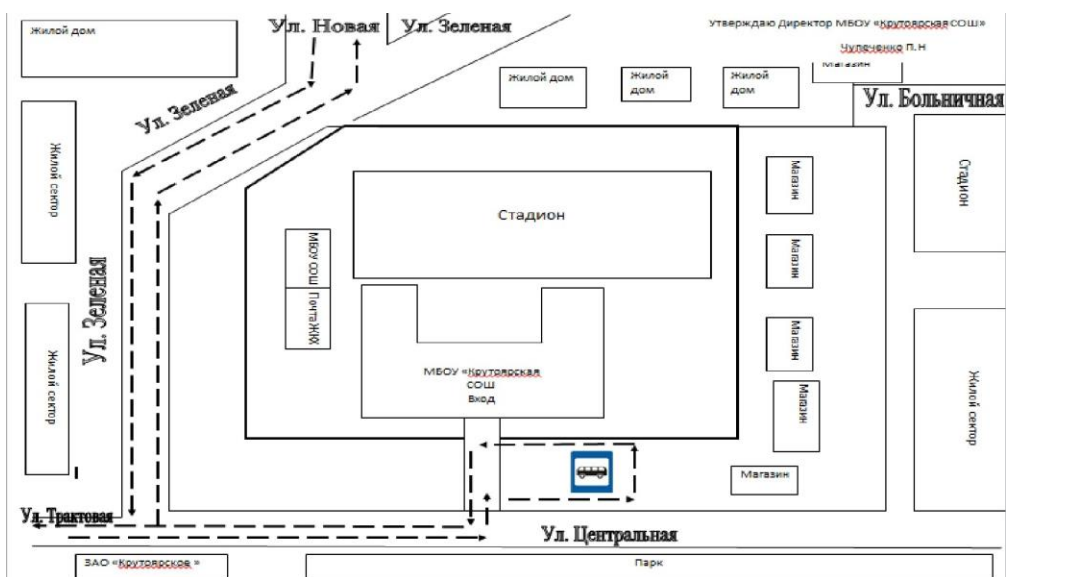 Утверждаю Директор МБОУ «Крутоярская СОШ»
Чупеченко П.Н
Жилой дом
Ул. Новая
Ул. Зеленая
Магазин
Жилой дом
Жилой
дом
Жилой
дом
Ул. Больничная
Ул. Зеленая
Жилой сектор
Магазин
Стадион
Стадион
МБОУ СОШ
Почта ЖКХ
Магазин
Ул. Зеленая
Жилой сектор
Магазин
МБОУ «Крутоярская
СОШ
Вход
Магазин
Жилой сектор
Магазин
Ул. Трактовая
Ул. Центральная
ЗАО «Крутоярское »
Парк